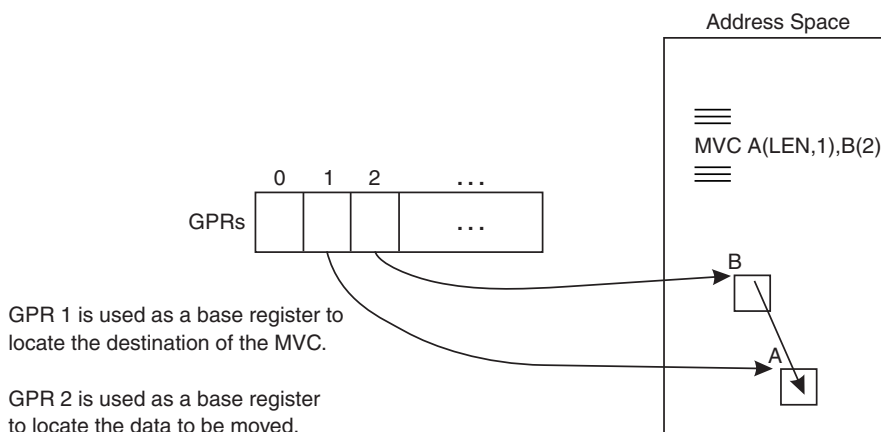 Address Space
MVC A(LEN,1),B(2)
0 1 2 ...
GPRs ...
B
GPR 1 is used as a base register to
locate the destination of the MVC.
A
GPR 2 is used as a base register
to locate the data to be moved.